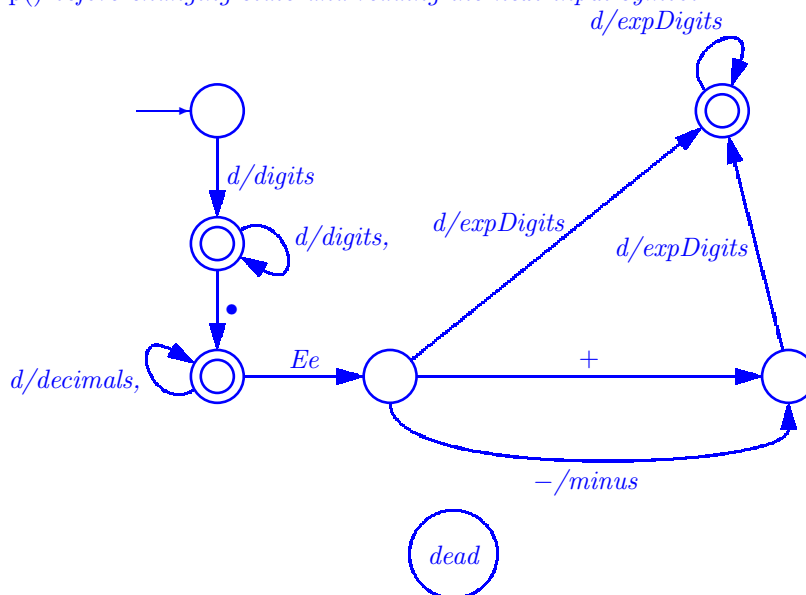 d/expDigits
d/digits
d/expDigits
d/digits,
d/expDigits
Ee
+
d/decimals,
−/minus
dead